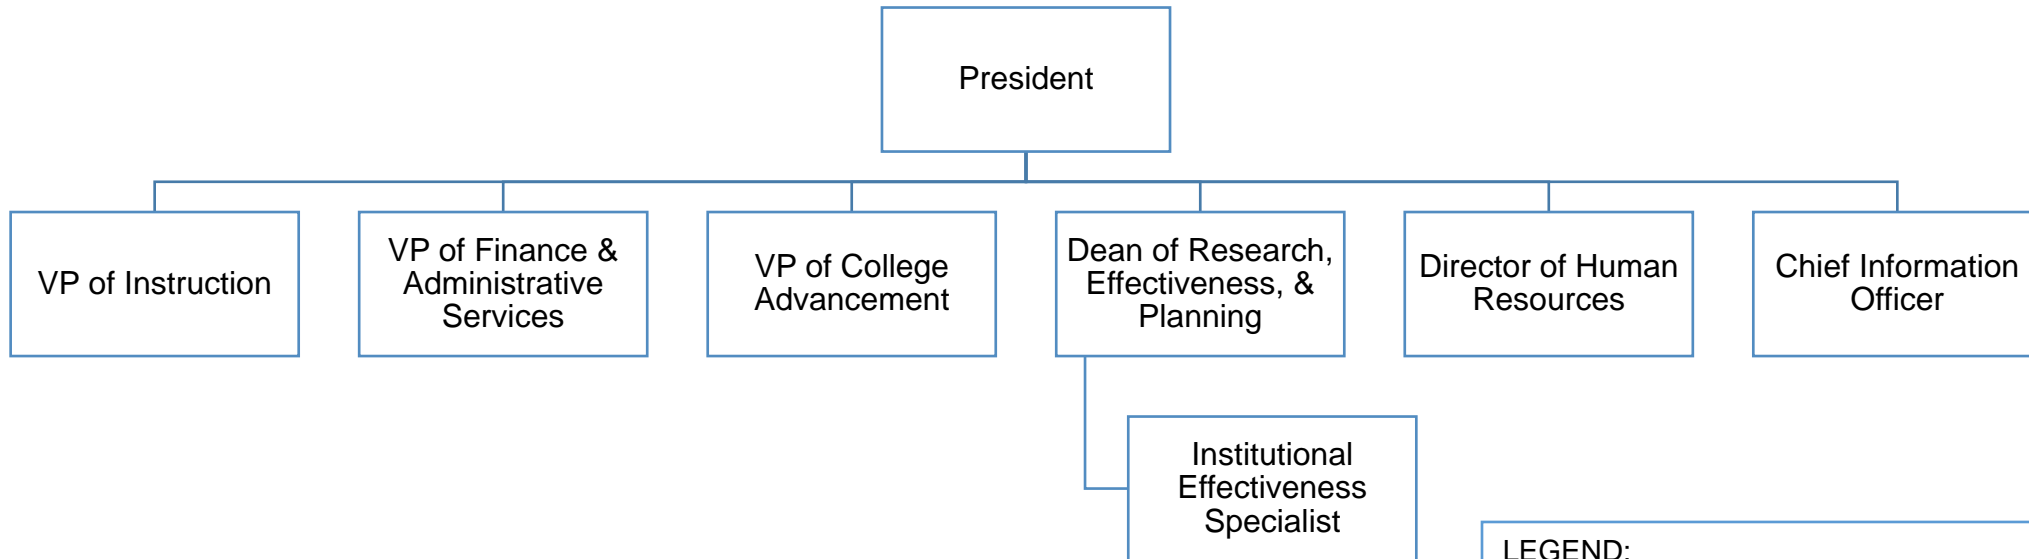 President
VP of Instruction
VP of Finance &
Administrative
Services
VP of College
Advancement
Dean of Research,
Effectiveness, &
Planning
Director of Human
Resources
Chief Information
Officer
Institutional
Effectiveness
Specialist
LEGEND: